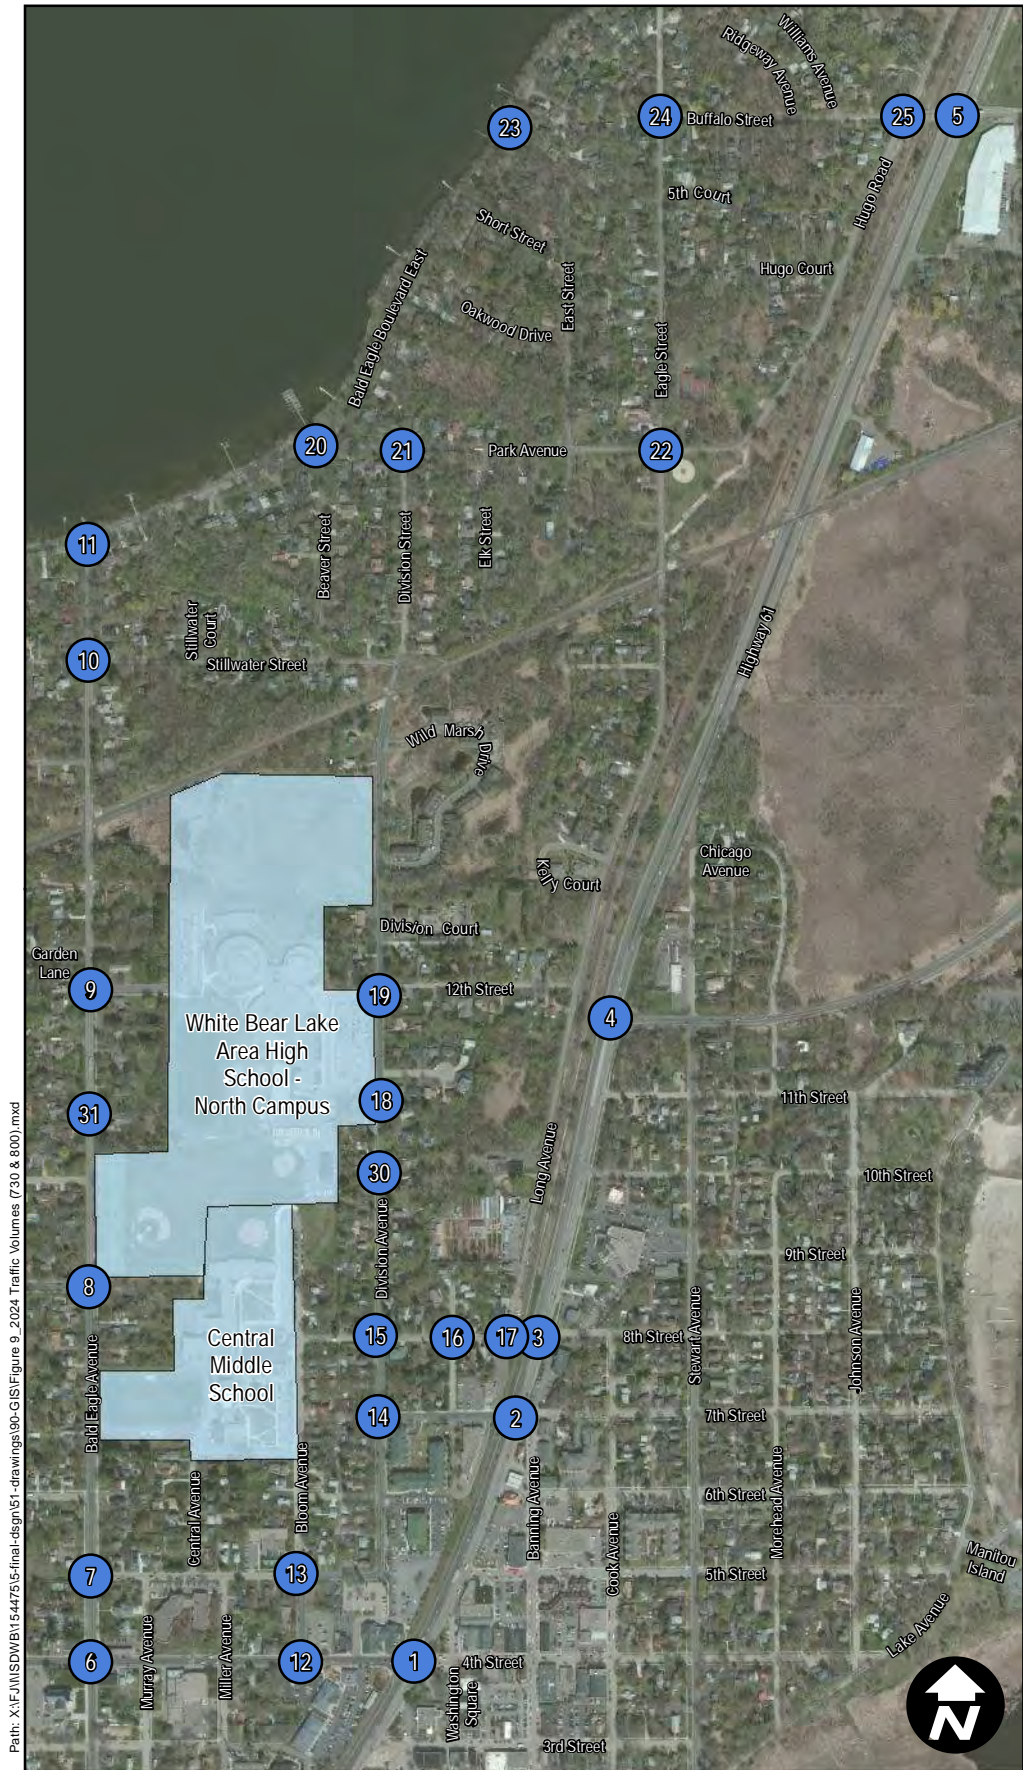 Williams Avenue
Ridgeway Avenue
23
24
Buffalo Street
25
5
5th Court
Hugo Road
Short Street
Hugo Court
Bald Eagle Boulevard East
East Street
Oakwood Drive
Eagle Street
20
21
Park Avenue
22
11
Beaver Street
Division Street
Elk Street
Stillwater
Court
10
Stillwater Street
Highway 61
Wild Marsh Drive
Chicago
Avenue
Kelly Court
Division Court
Garden
Lane
9
19
12th Street
4
White Bear Lake
Area High
School -
North Campus
31
18
11th Street
30
Long Avenue
10th Street
Division Avenue
9th Street
8
15
16
17
3
8th Street
Stewart Avenue
Johnson Avenue
Central
Middle
School
Bald Eagle Avenue
14
2
7th Street
Central Avenue
Bloom Avenue
Banning Avenue
6th Street
Morehead Avenue
Cook Avenue
7
13
5th Street
Manitou
Island
Murray Avenue
Miller Avenue
Lake Avenue
6
12
1
4th Street
Washington
Square
3rd Street
N
Path: X:\FJ\I\ISDWB\154475\5-final-dsgn\51-drawings\90-GIS\Figure 9_2024 Traffic Volumes (730 & 800).mxd